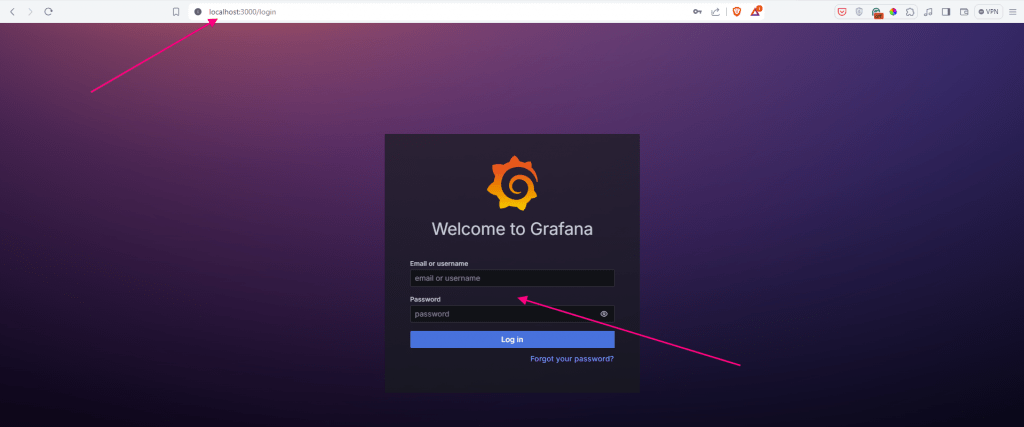 localhost:3000/login
VPN
Welcome to Grafana
Email or username
email or username
Password
password
Log in
Forgot your password?